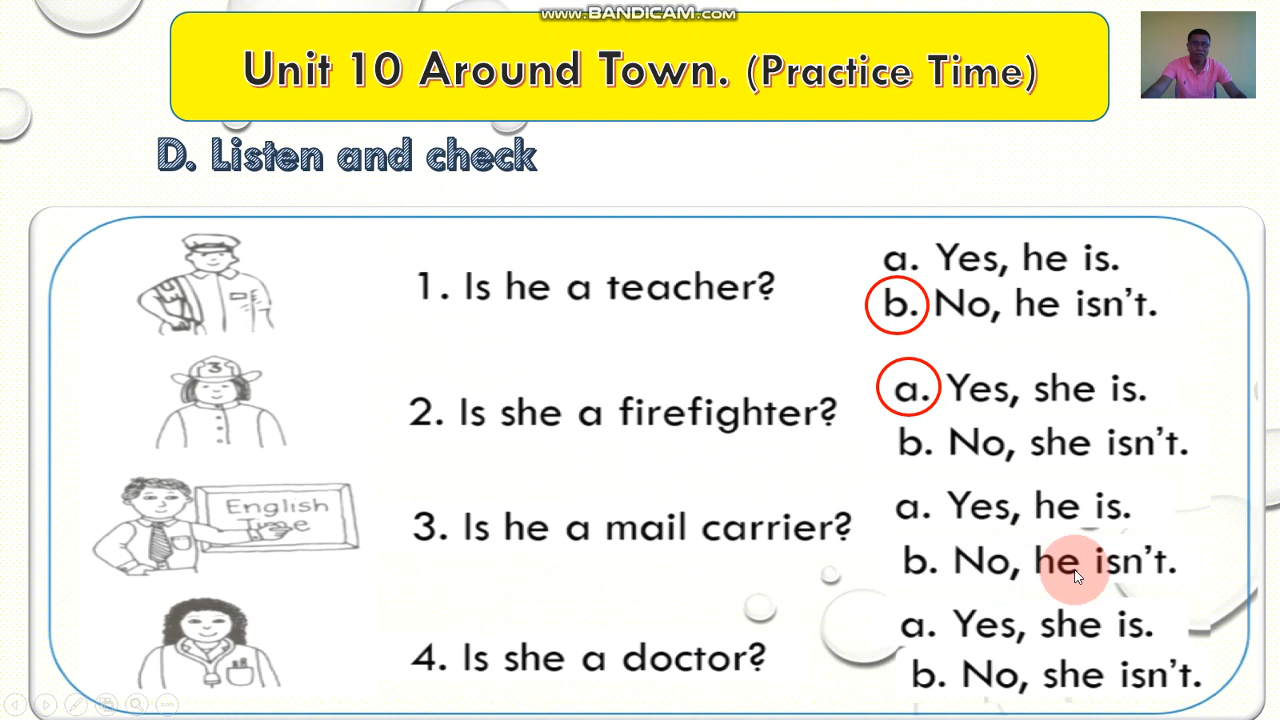 www.BANDICAM.com
Unit 10 Around Town. (Practice Time)
D. Listen and check
1. Is he a teacher?
a. Yes, he is.
b. No, he isn't.
3
2. Is she a firefighter?
a. Yes, she is.
b. No, she isn't.
English
Time
3. Is he a mail carrier?
a. Yes, he is.
b. No, he isn't.
4. Is she a doctor?
a. Yes, she is.
b. No, she isn't.